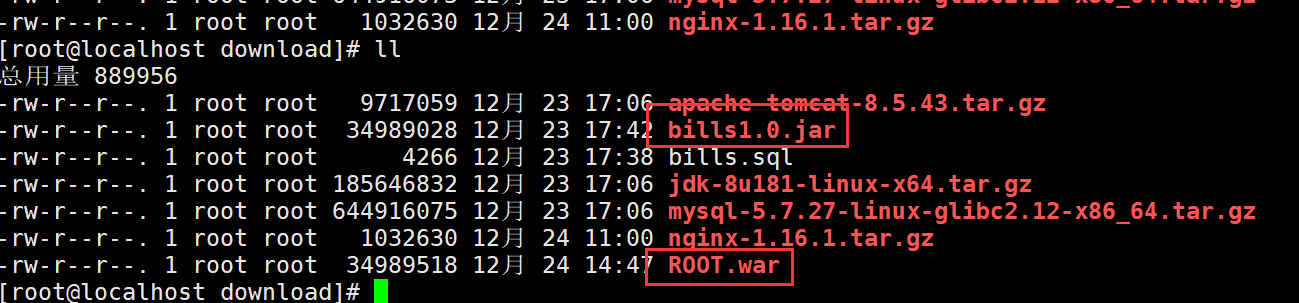 1032630 12月 24 11:00 nginx-1.16.1.tar.gz
[root@localhost download]# ll
总用量 889956
-rw-r--r--. 1 root root 9717059 12月 23 17:06 apache-tomcat-8.5.43.tar.gz
-rw-r--r--. 1 root root 34989028 12月 23 17:42 bills1.0.jar
-rw-r--r--. 1 root root 4266 12月 23 17:38 bills.sql
-rw-r--r--. 1 root root 185646832 12月 23 17:06 jdk-8u181-linux-x64.tar.gz
-rw-r--r--. 1 root root 644916075 12月 23 17:06 mysql-5.7.27-linux-glibc2.12-x86_64.tar.gz
-rw-r--r--. 1 root root 1032630 12月 24 11:00 nginx-1.16.1.tar.gz
-rw-r--r--. 1 root root 34989518 12月 24 14:47 ROOT.war
[root@localhost download]#